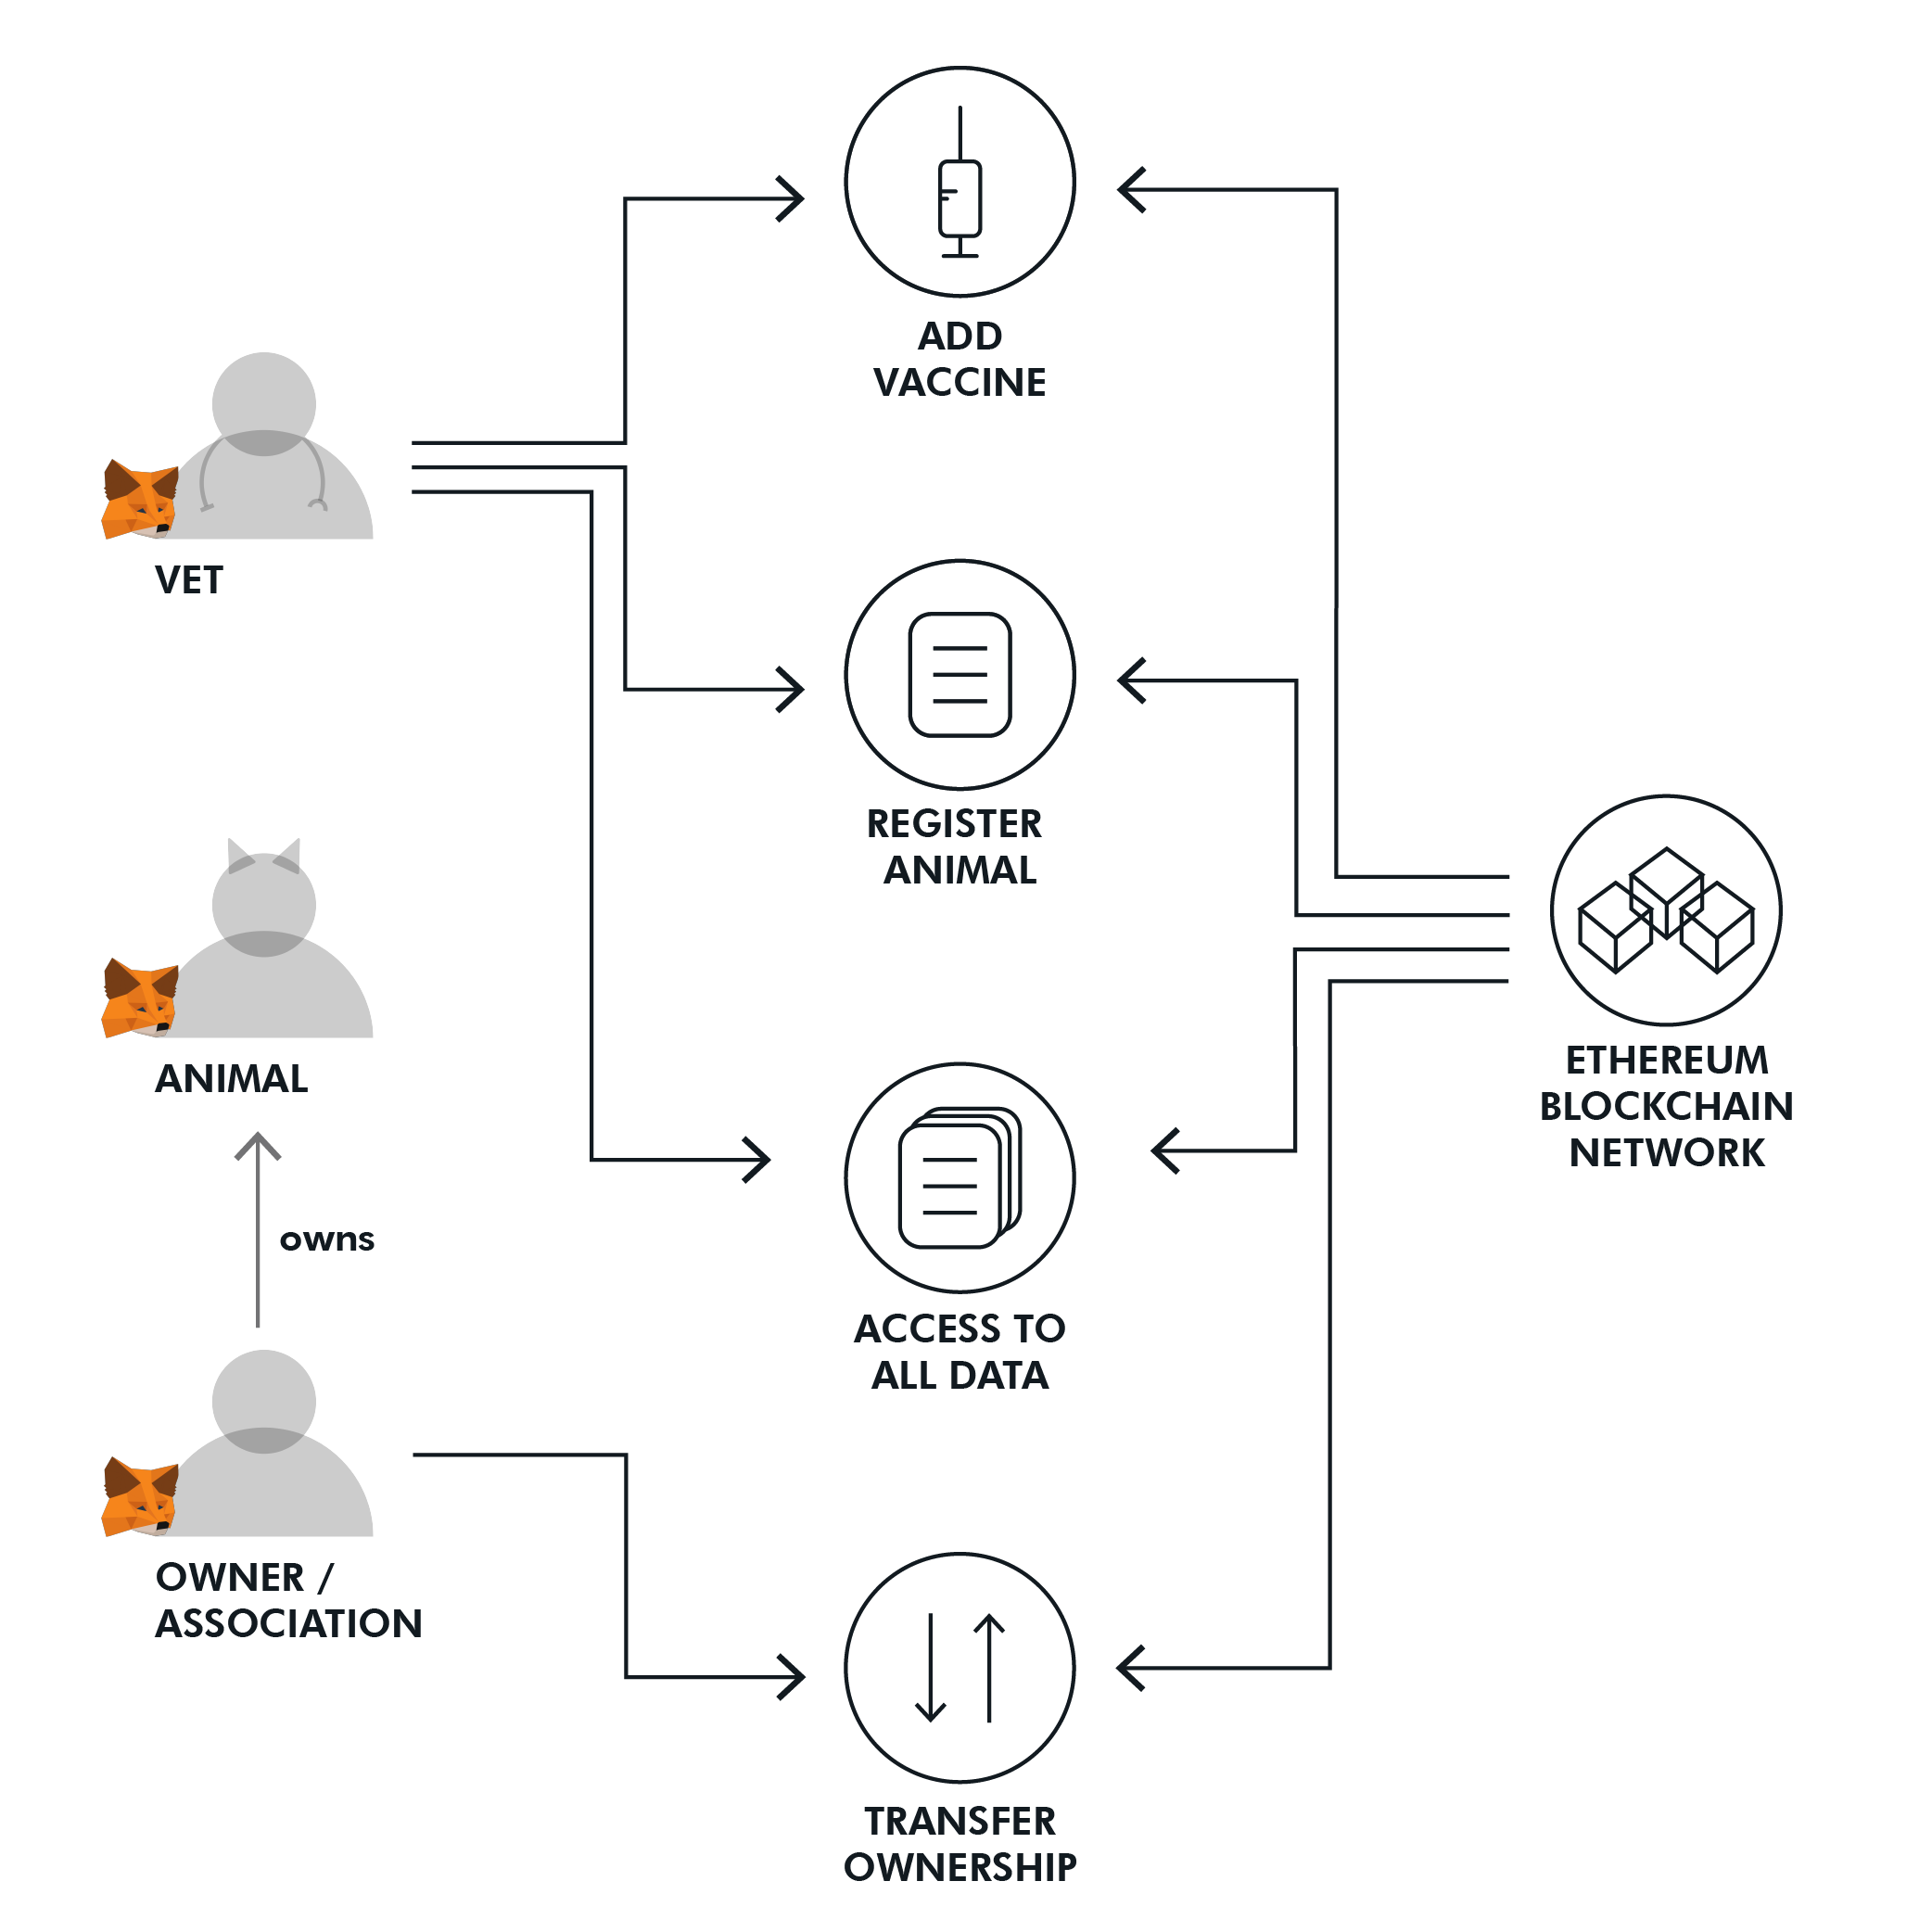 ADD
VACCINE
VET
REGISTER
ANIMAL
ANIMAL
owns
ETHEREUM
BLOCKCHAIN
NETWORK
ACCESS TO
ALL DATA
OWNER /
ASSOCIATION
TRANSFER
OWNERSHIP